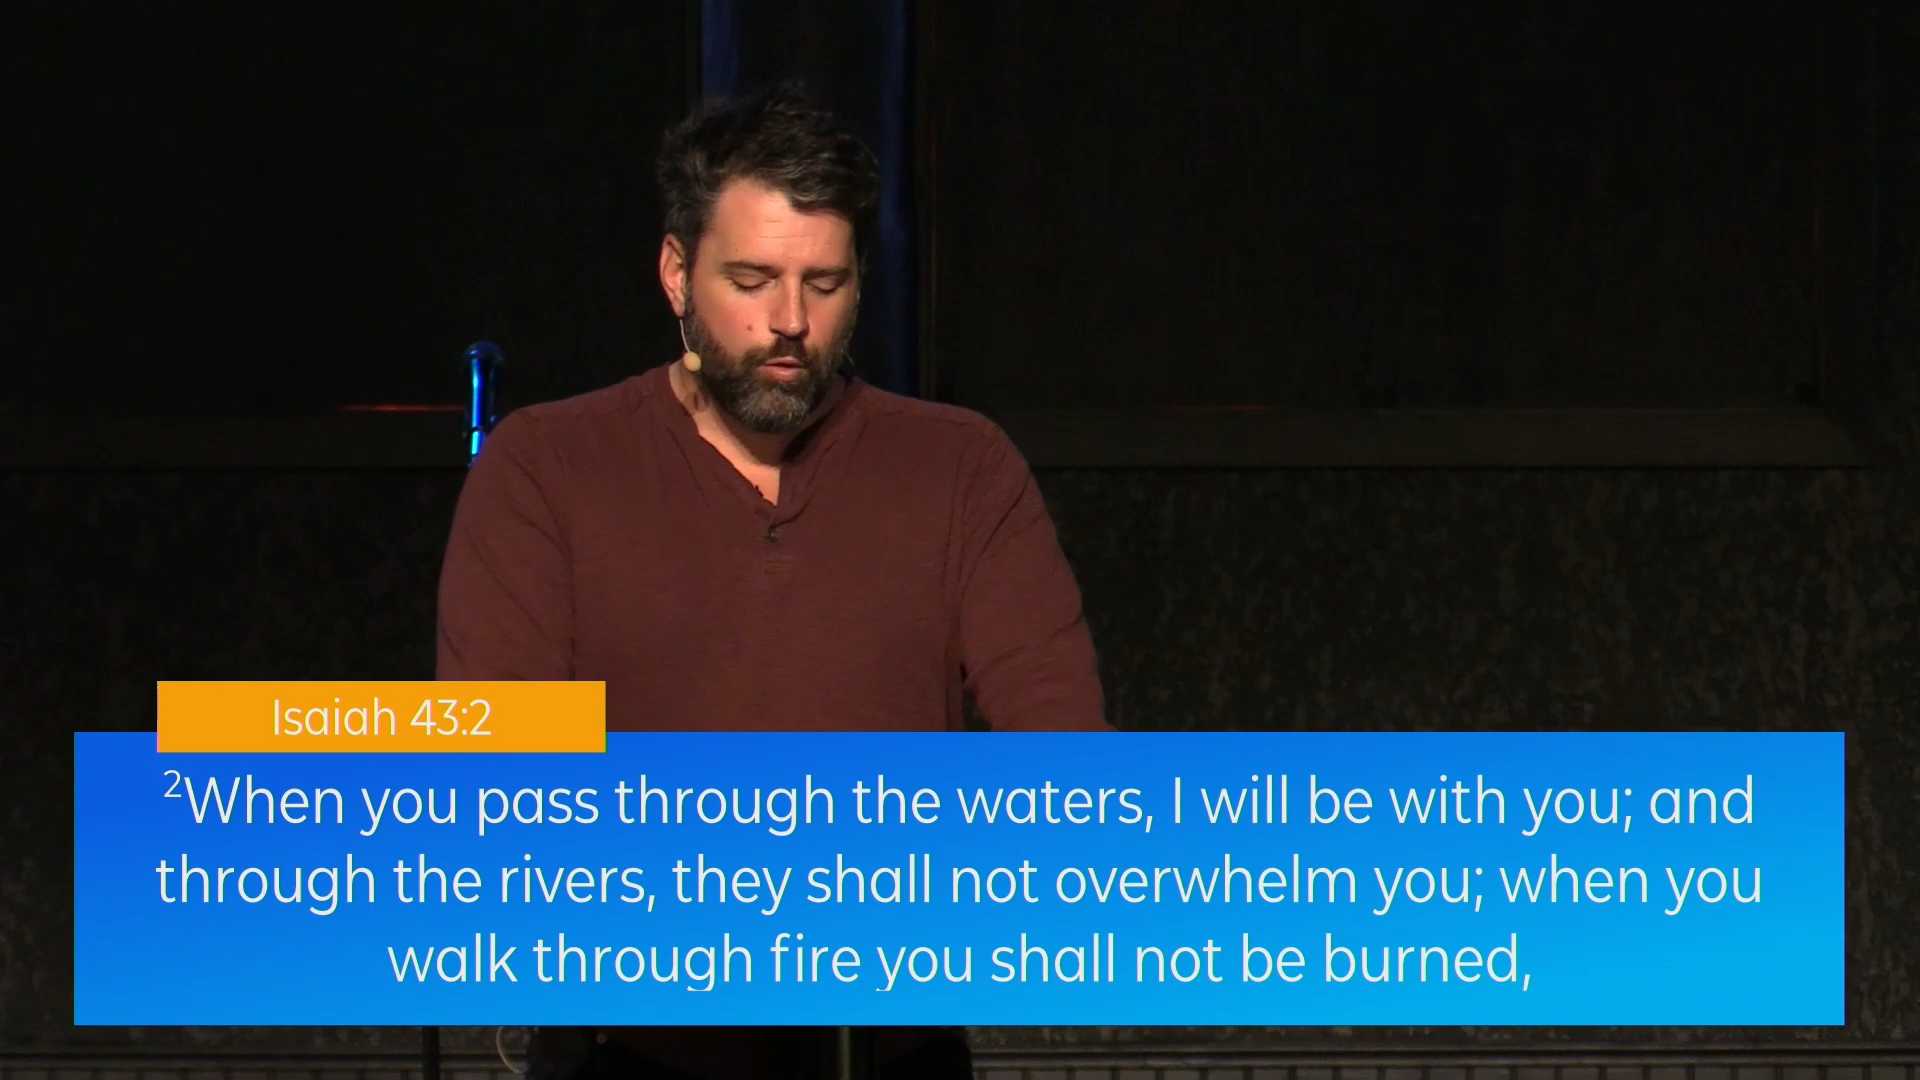 Isaiah 43:2
²When you pass through the waters, I will be with you; and
through the rivers, they shall not overwhelm you; when you
walk through fire you shall not be burned,